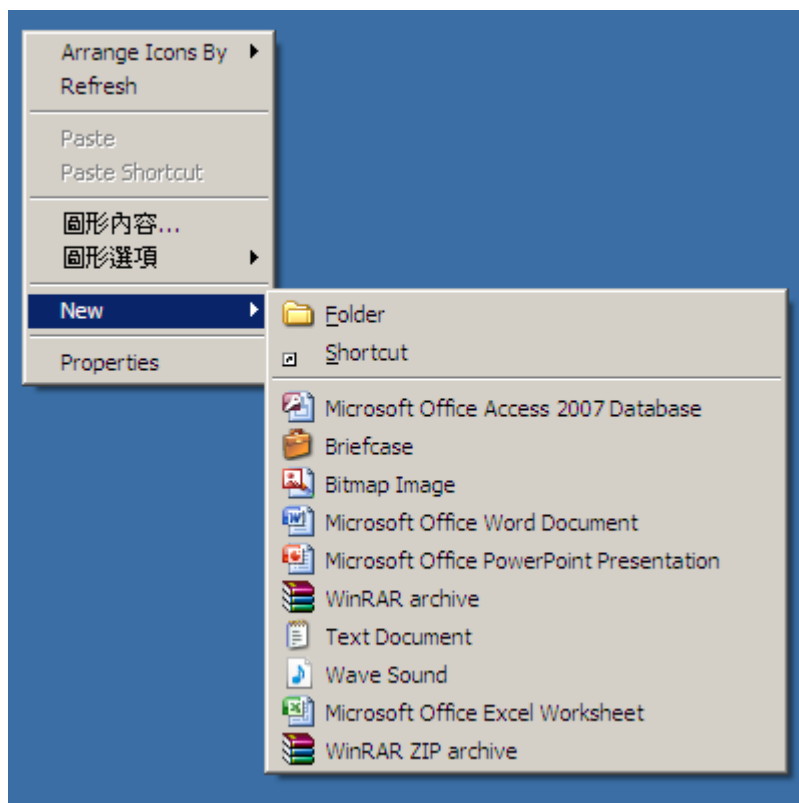 Arrange Icons By
Refresh
Paste
Paste Shortcut
圖形內容...
圖形選項
New
Properties
Folder
Shortcut
Microsoft Office Access 2007 Database
Briefcase
Bitmap Image
Microsoft Office Word Document
Microsoft Office PowerPoint Presentation
WinRAR archive
Text Document
Wave Sound
Microsoft Office Excel Worksheet
WinRAR ZIP archive